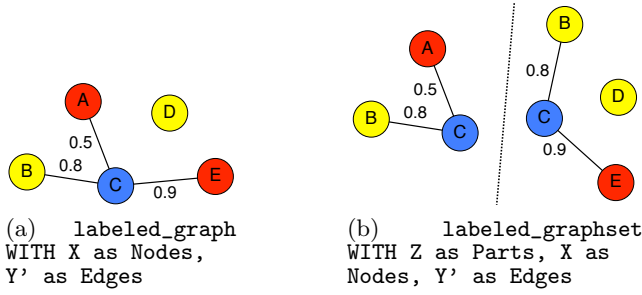 A
D
0.5
B
0.8
C
0.9
E
(a) labeled_graph
WITH X as Nodes,
Y' as Edges
B
A
0.8
0.5
D
B
0.8
C
C
0.9
E
(b) labeled_graphset
WITH Z as Parts, X as
Nodes, Y' as Edges